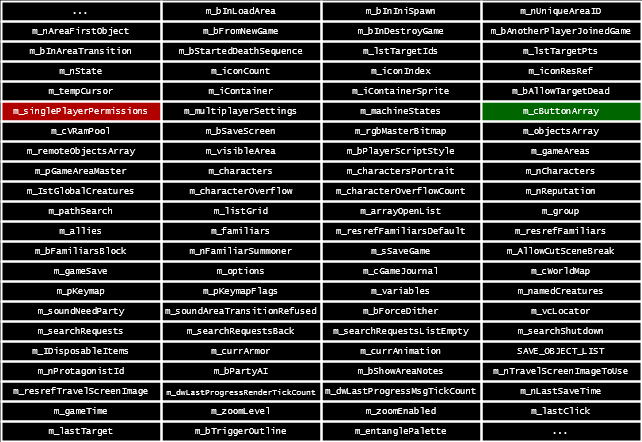 ... m_bInLoadArea m_bInIniSpawn m_nUniqueAreaID
m_nAreaFirstObject m_bFromNewGame m_bInDestroyGame m_bAnotherPlayerJoinedGame
m_bInAreaTransition m_bStartedDeathSequence m_lstTargetIds m_lstTargetPts
m_nState m_iconCount m_iconIndex m_iconResRef
m_tempCursor m_iContainer m_iContainerSprite m_bAllowTargetDead
m_singlePlayerPermissions m_multiplayerSettings m_machineStates m_cButtonArray
m_cVRamPool m_bSaveScreen m_rgbMasterBitmap m_objectsArray
m_remoteObjectsArray m_visibleArea m_bPlayerScriptStyle m_gameAreas
m_pGameAreaMaster m_characters m_charactersPortrait m_nCharacters
m_IstGlobalCreatures m_characterOverflow m_characterOverflowCount m_nReputation
m_pathSearch m_listGrid m_arrayOpenList m_group
m_allies m_familiars m_resrefFamiliarsDefault m_resrefFamiliars
m_bFamiliarsBlock m_nFamiliarSummoner m_sSaveGame m_AllowCutSceneBreak
m_gameSave m_options m_cGameJournal m_cWorldMap
m_pKeymap m_pKeymapFlags m_variables m_namedCreatures
m_soundNeedParty m_soundAreaTransitionRefused m_bForceDither m_vcLocator
m_searchRequests m_searchRequestsBack m_searchRequestsListEmpty m_searchShutdown
m_IDisposableItems m_currArmor m_currAnimation SAVE_OBJECT_LIST
m_nProtagonistId m_bPartyAI m_bShowAreaNotes m_nTravelScreenImageToUse
m_resrefTravelScreenImage m_dwLastProgressRenderTickCount m_dwLastProgressMsgTickCount m_nLastSaveTime
m_gameTime m_zoomLevel m_zoomEnabled m_lastClick
m_lastTarget m_bTriggerOutline m_entanglePalette ...